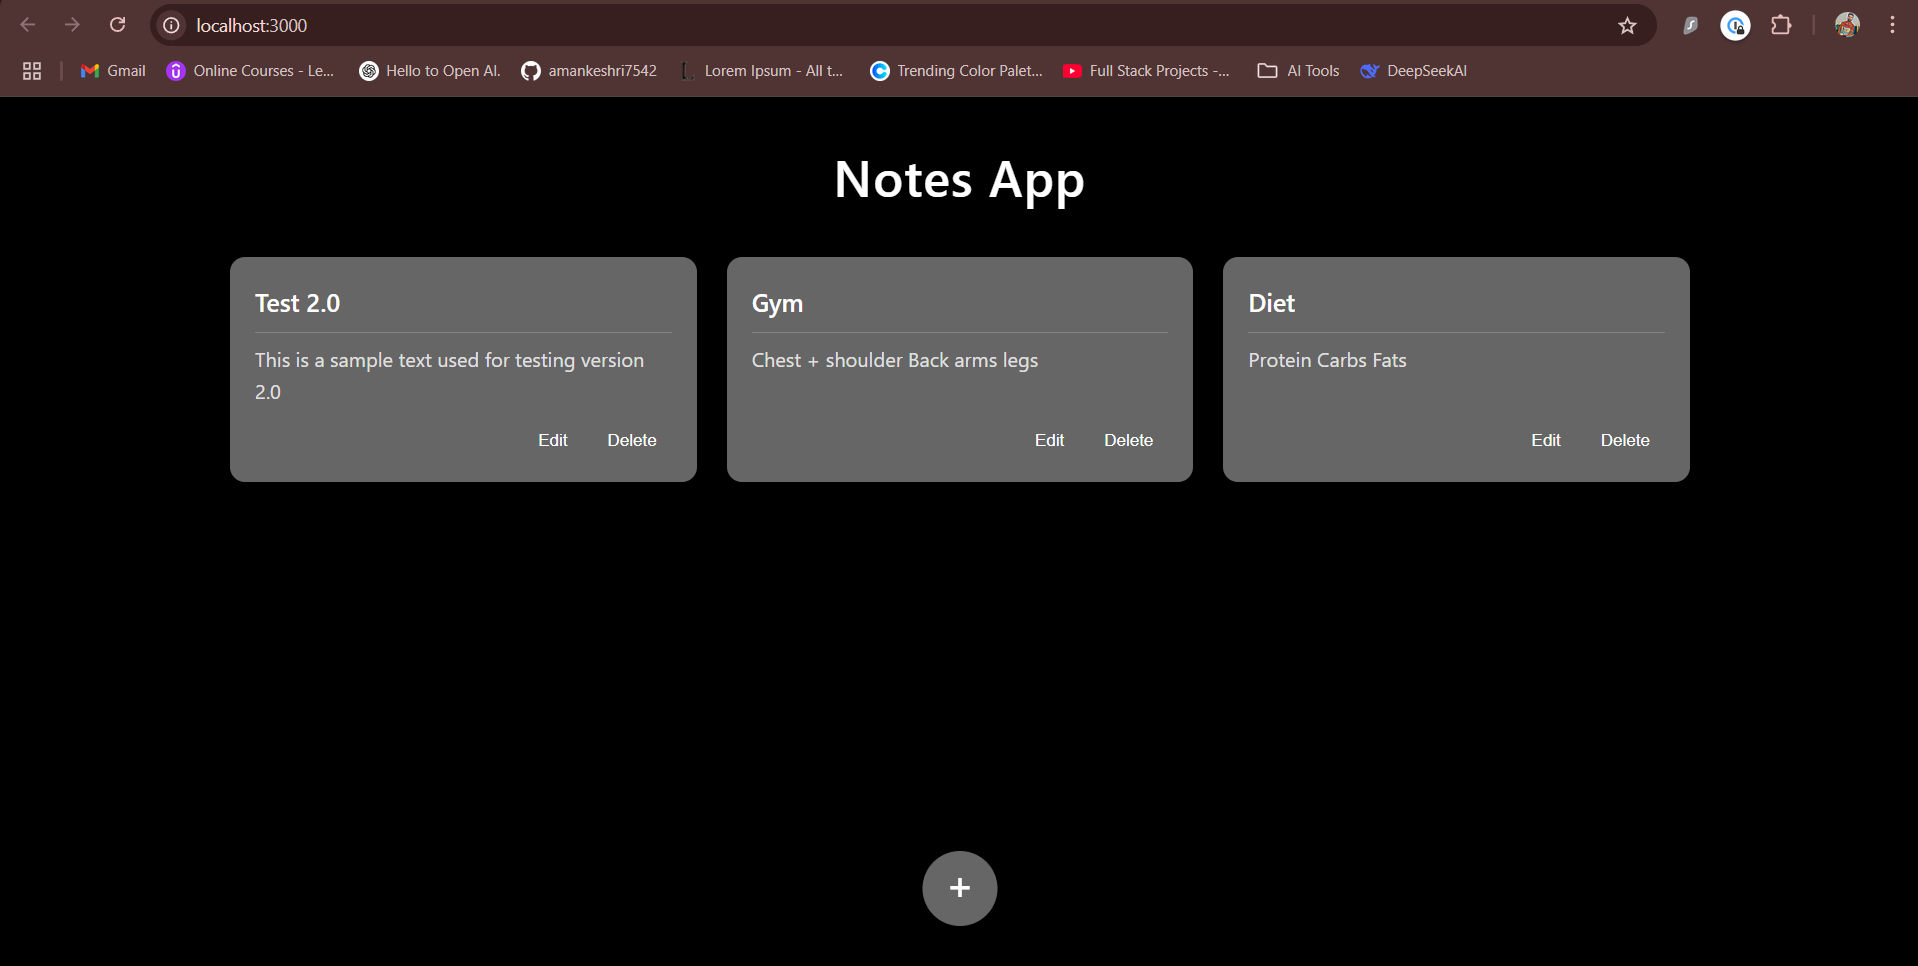 localhost:3000
Gmail
Online Courses - Le...
Hello to Open AI.
amankeshri7542
Lorem Ipsum - All t...
Trending Color Palet...
Full Stack Projects -...
AI Tools
DeepSeekAI
Notes App
Test 2.0
This is a sample text used for testing version
2.0
Edit Delete
Gym
Chest + shoulder Back arms legs
Edit Delete
Diet
Protein Carbs Fats
Edit Delete
+